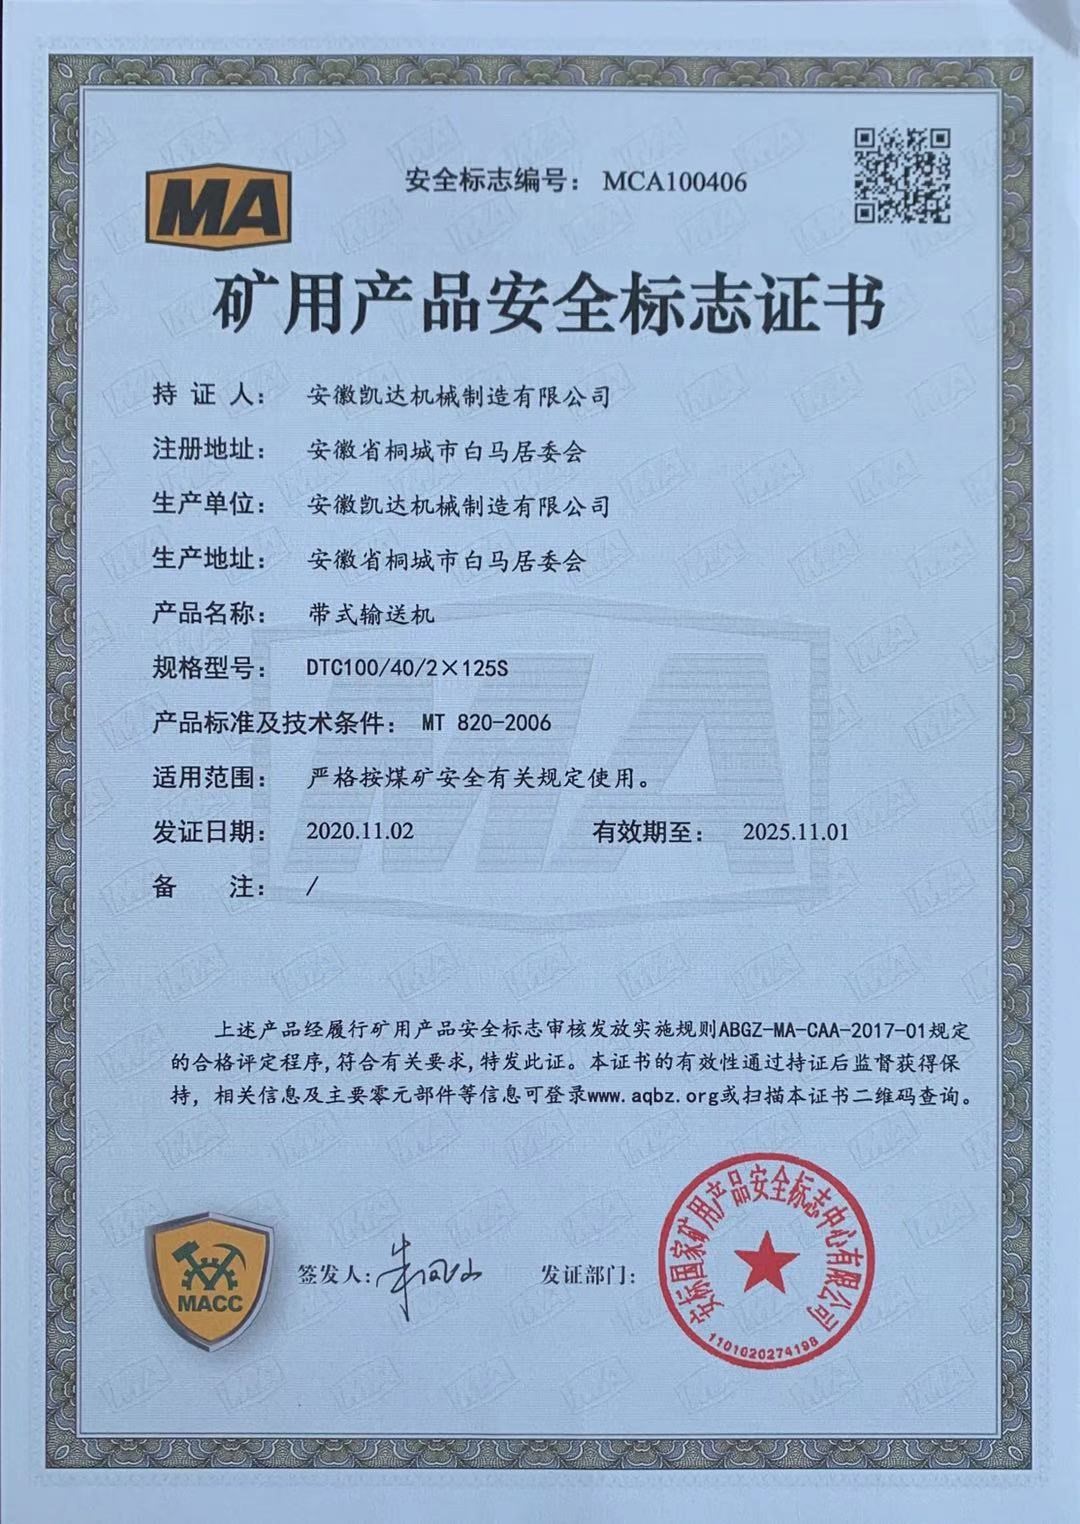 MA
安全标志编号： MCA100406
矿用产品安全标志证书
持 证 人： 安徽凯达机械制造有限公司
注册地址： 安徽省桐城市白马居委会
生产单位： 安徽凯达机械制造有限公司
生产地址： 安徽省桐城市白马居委会
产品名称： 带式输送机
规格型号： DTC100/40/2×125S
产品标准及技术条件： MT 820-2006
适用范围： 严格按煤矿安全有关规定使用。
发证日期： 2020.11.02 有效期至： 2025.11.01
备 注： /
上述产品经履行矿用产品安全标志审核发放实施规则ABGZ-MA-CAA-2017-01规定
的合格评定程序,符合有关要求,特发此证。本证书的有效性通过持证后监督获得保
持，相关信息及主要零元部件等信息可登录www.aqbz.org或扫描本证书二维码查询。
MACC
签发人:
发证部门：
安标国家矿用产品安全标志中心有限公司
1101020274198